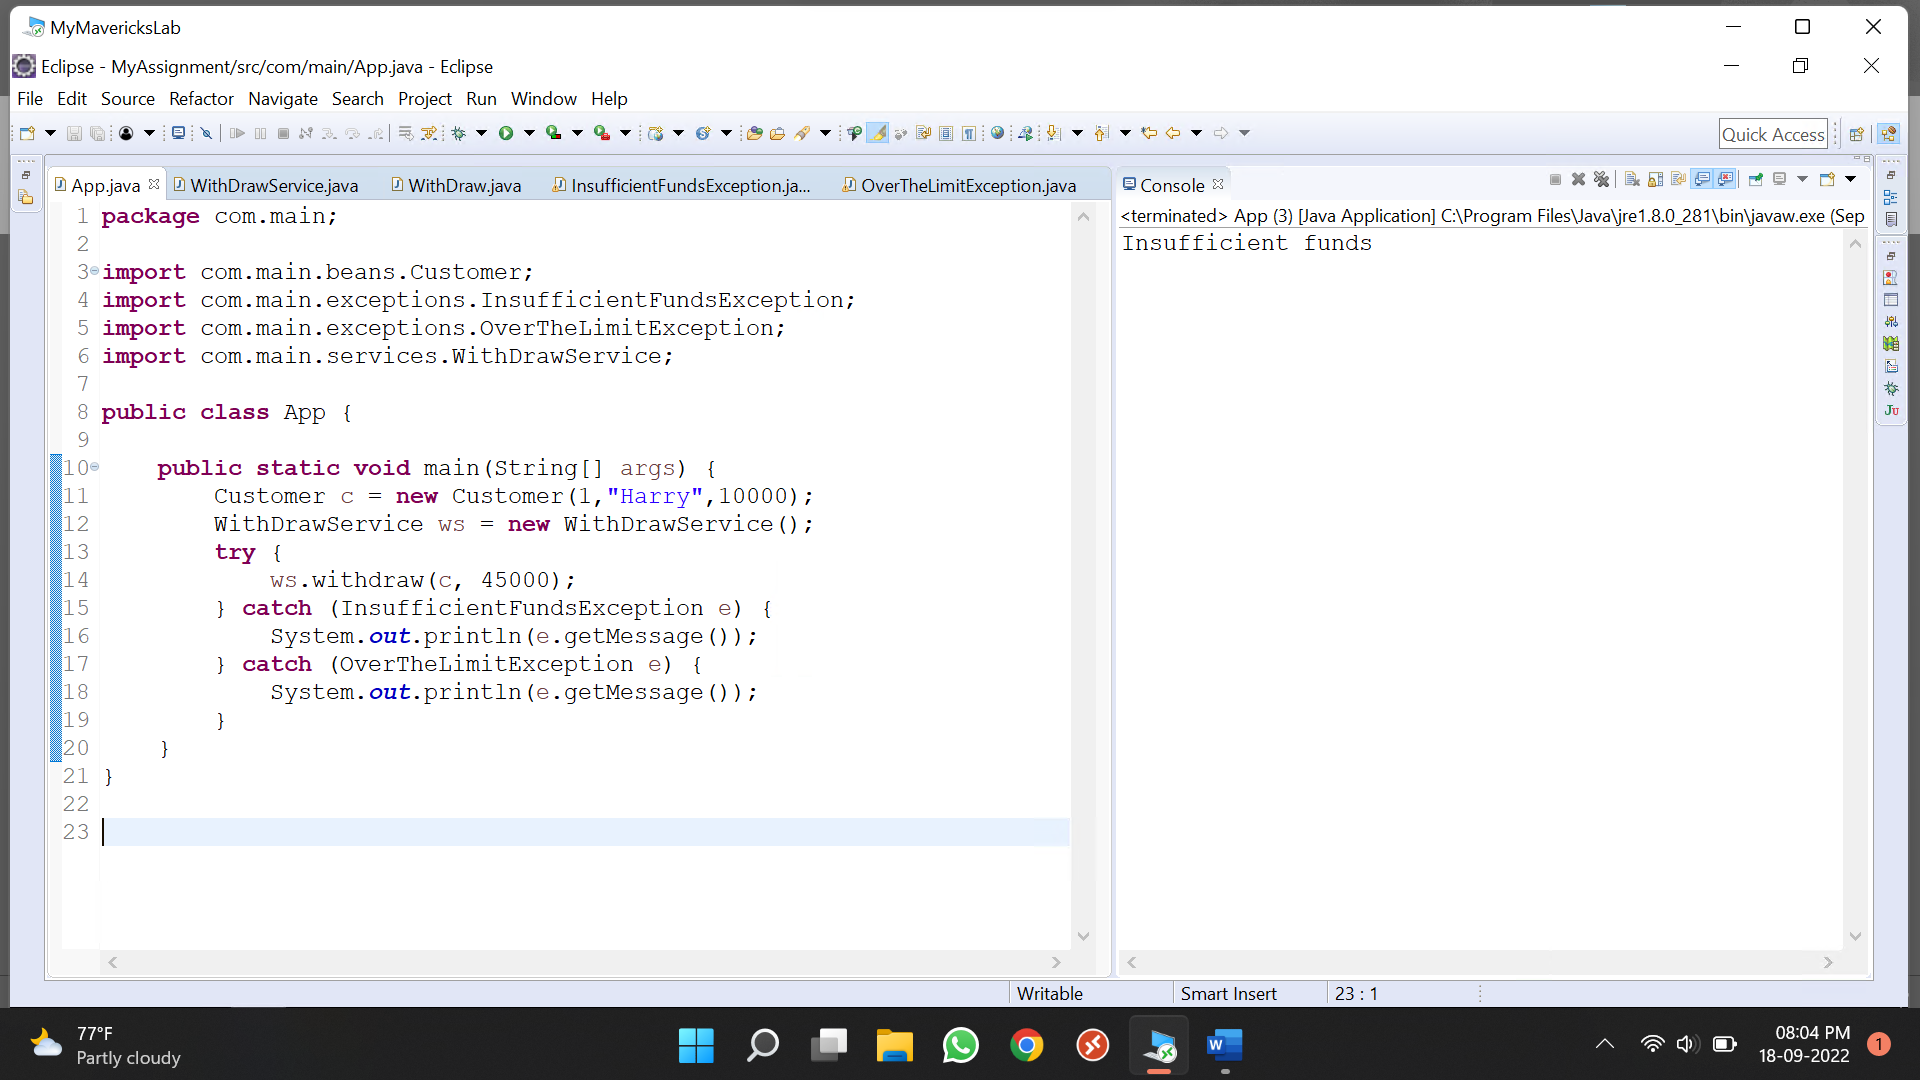 MyMavericksLab
Eclipse - MyAssignment/src/com/main/App.java - Eclipse
File Edit Source Refactor Navigate Search Project Run Window Help
Quick Access
App.java WithDrawService.java WithDraw.java InsufficientFundsException.ja... OverTheLimitException.java
Console
<terminated> App (3) [Java Application] C:\Program Files\Java\jre1.8.0_281\bin\javaw.exe (Sep
Insufficient funds
1 package com.main;
2
3 import com.main.beans.Customer;
4 import com.main.exceptions.InsufficientFundsException;
5 import com.main.exceptions.OverTheLimitException;
6 import com.main.services.WithDrawService;
7
8 public class App {
9
10 public static void main(String[] args) {
11 Customer c = new Customer(1,"Harry",10000);
12 WithDrawService ws = new WithDrawService();
13 try {
14 ws.withdraw(c, 45000);
15 } catch (InsufficientFundsException e) {
16 System.out.println(e.getMessage());
17 } catch (OverTheLimitException e) {
18 System.out.println(e.getMessage());
19 }
20 }
21 }
22
23
Writable Smart Insert 23 : 1
77°F
Partly cloudy
08:04 PM
18-09-2022
1